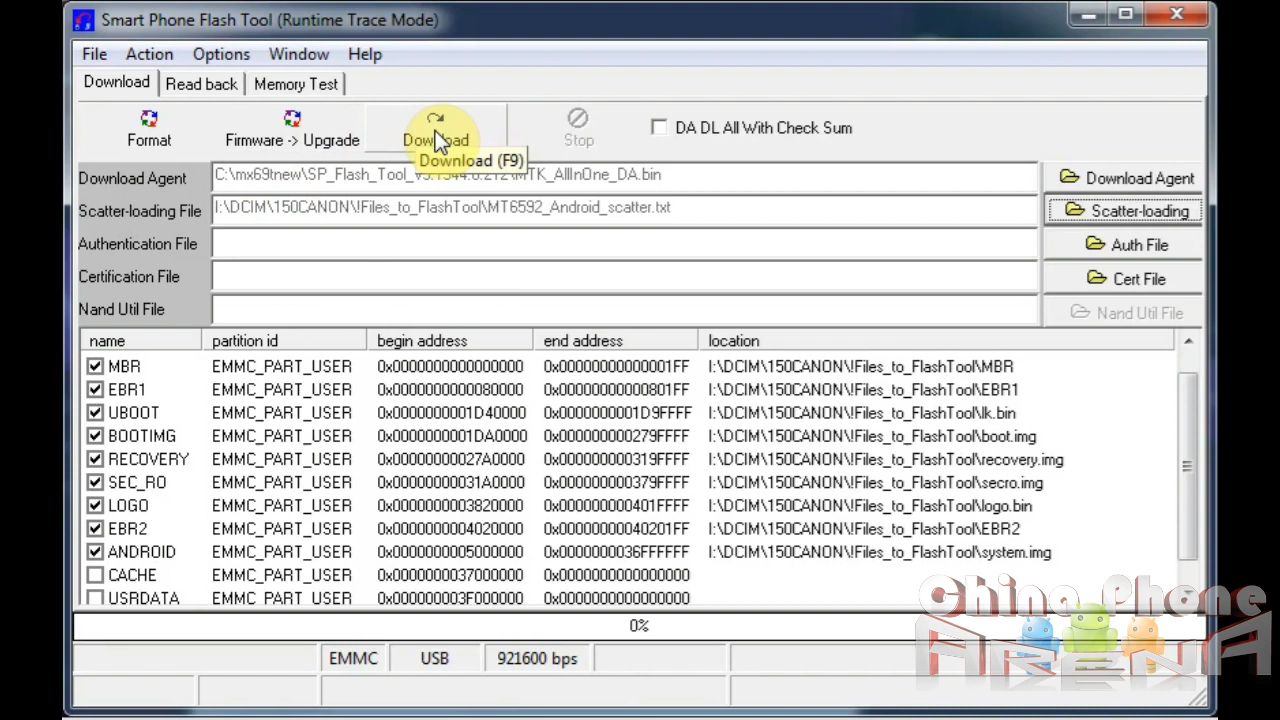 Smart Phone Flash Tool (Runtime Trace Mode)
File Action Options Window Help
Download Read back Memory Test
Format Firmware -> Upgrade Download Stop DA DL All With Check Sum
Download (F9)
Download Agent C:\mx69tnew\SP_Flash_Tool_v3.1344.0.212\MTK_AllInOne_DA.bin Download Agent
Scatter-loading File I:\DCIM\150CANON\!Files_to_FlashTool\MT6592_Android_scatter.txt Scatter-loading
Authentication File Auth File
Certification File Cert File
Nand Util File Nand Util File
name partition id begin address end address location
MBR EMMC_PART_USER 0x0000000000000000 0x00000000000001FF I:\DCIM\150CANON\!Files_to_FlashTool\MBR
EBR1 EMMC_PART_USER 0x0000000000080000 0x00000000000801FF I:\DCIM\150CANON\!Files_to_FlashTool\EBR1
UBOOT EMMC_PART_USER 0x0000000001D40000 0x0000000001D9FFFF I:\DCIM\150CANON\!Files_to_FlashTool\lk.bin
BOOTIMG EMMC_PART_USER 0x0000000001DA0000 0x000000000279FFFF I:\DCIM\150CANON\!Files_to_FlashTool\boot.img
RECOVERY EMMC_PART_USER 0x00000000027A0000 0x000000000319FFFF I:\DCIM\150CANON\!Files_to_FlashTool\recovery.img
SEC_RO EMMC_PART_USER 0x00000000031A0000 0x000000000379FFFF I:\DCIM\150CANON\!Files_to_FlashTool\secro.img
LOGO EMMC_PART_USER 0x0000000003820000 0x000000000401FFFF I:\DCIM\150CANON\!Files_to_FlashTool\logo.bin
EBR2 EMMC_PART_USER 0x0000000004020000 0x00000000040201FF I:\DCIM\150CANON\!Files_to_FlashTool\EBR2
ANDROID EMMC_PART_USER 0x0000000005000000 0x0000000036FFFFFF I:\DCIM\150CANON\!Files_to_FlashTool\system.img
CACHE EMMC_PART_USER 0x0000000037000000 0x0000000000000000
USRDATA EMMC_PART_USER 0x000000003F000000 0x0000000000000000
0%
EMMC USB 921600 bps
China Phone
ARENA